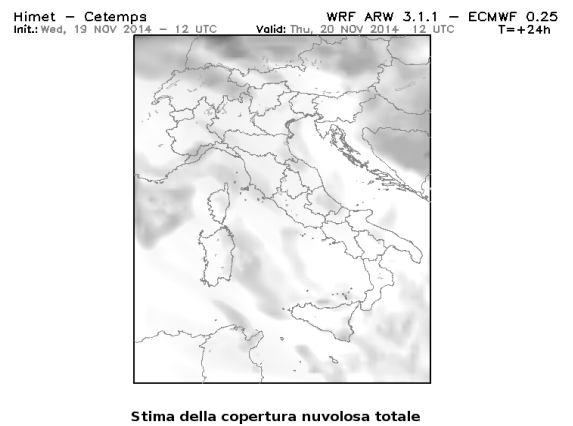 Himet – Cetemps WRF ARW 3.1.1 – ECMWF 0.25
Init.: Wed, 19 NOV 2014 – 12 UTC Valid: Thu, 20 NOV 2014 12 UTC T=+24h
Stima della copertura nuvolosa totale